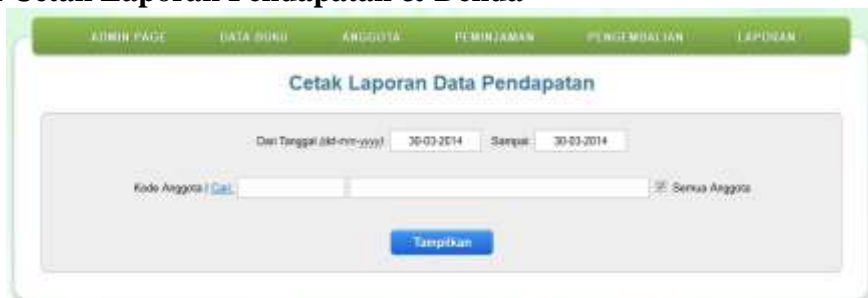 Cetak Laporan Pendapatan & Denda
ADMIN PAGE DATA BUKU ANGGOTA PEMINJAMAN PENGEMBALIAN LAPORAN
Cetak Laporan Data Pendapatan
Dari Tanggal (dd-mm-yyyy) 30-03-2014 Sampai 30-03-2014
Kode Anggota / Cari Semua Anggota
Tampilkan